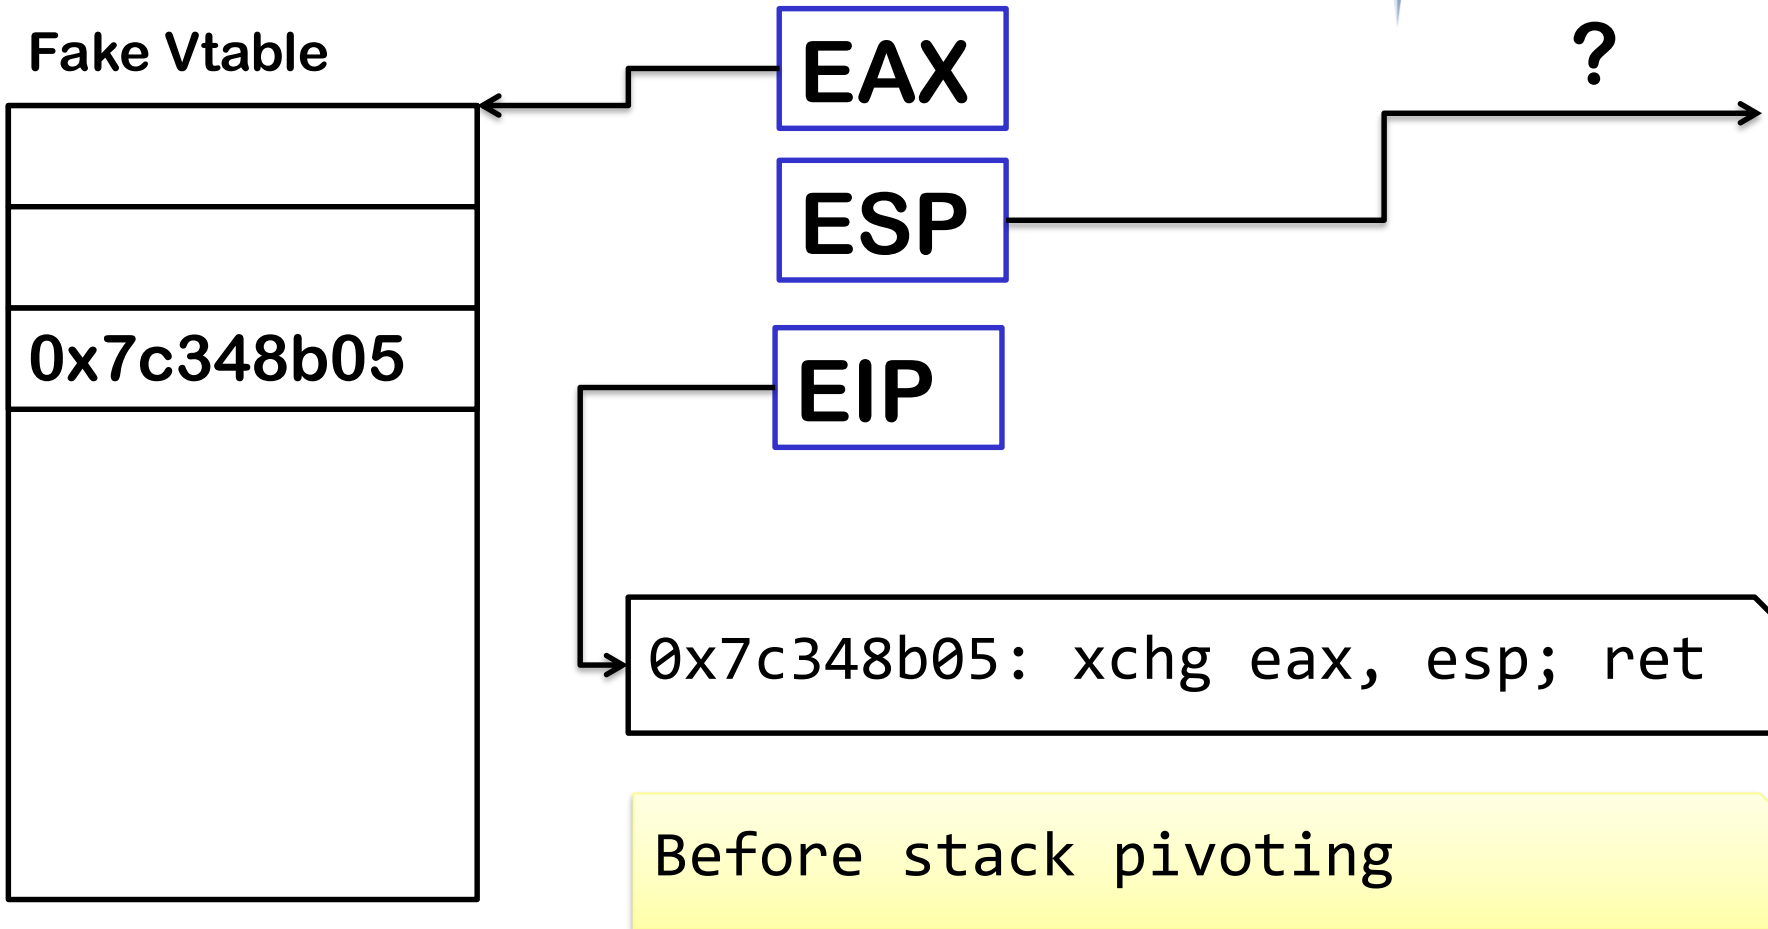 Fake Vtable
EAX
?
ESP
0x7c348b05
EIP
0x7c348b05: xchg eax, esp; ret
Before stack pivoting